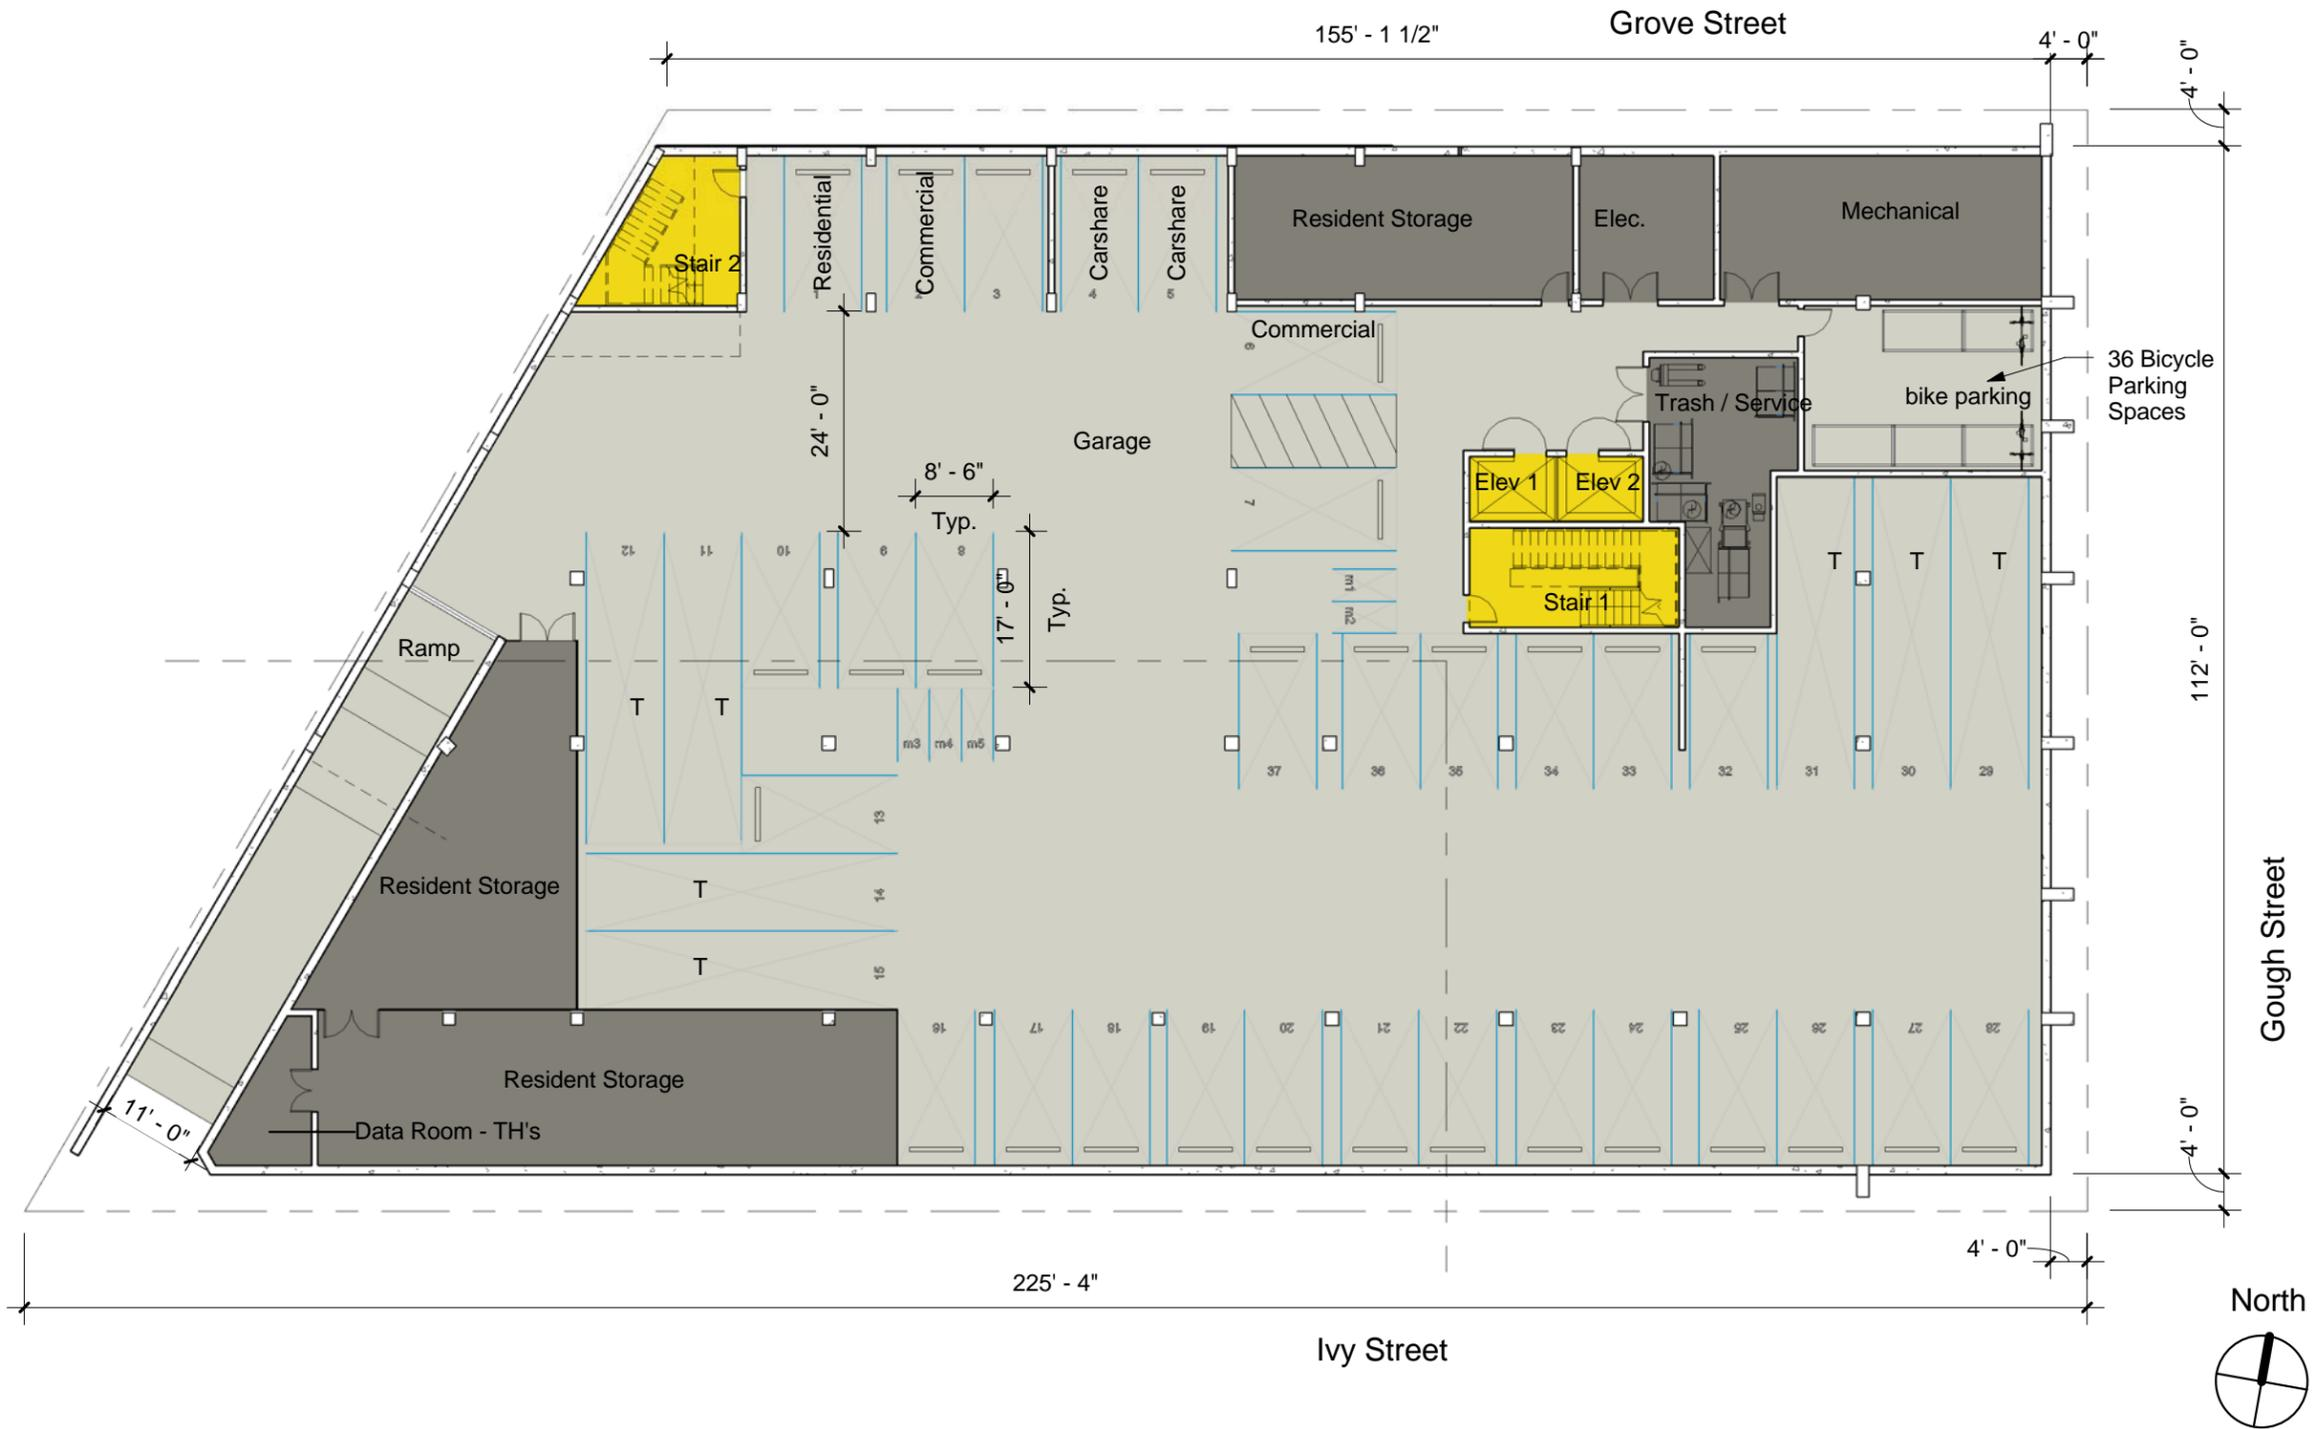 Grove Street
155' - 1 1/2"
4' - 0"
4' - 0"
Residential
Commercial
Carshare
Carshare
Resident Storage
Elec.
Mechanical
Stair 2
1
2
3
4
5
Commercial
6
36 Bicycle
Parking
Spaces
bike parking
Trash / Service
24' - 0"
Garage
8' - 6"
Typ.
Elev 1
Elev 2
7
12
11
10
9
8
17' - 0"
Typ.
m1
m2
Stair 1
T
T
T
Ramp
112' - 0"
T
T
m3
m4
m5
37
36
35
34
33
32
31
30
29
13
Resident Storage
T
14
T
15
Gough Street
16
17
18
19
20
21
22
23
24
25
26
27
28
Resident Storage
11' - 0"
Data Room - TH's
4' - 0"
4' - 0"
225' - 4"
Ivy Street
North